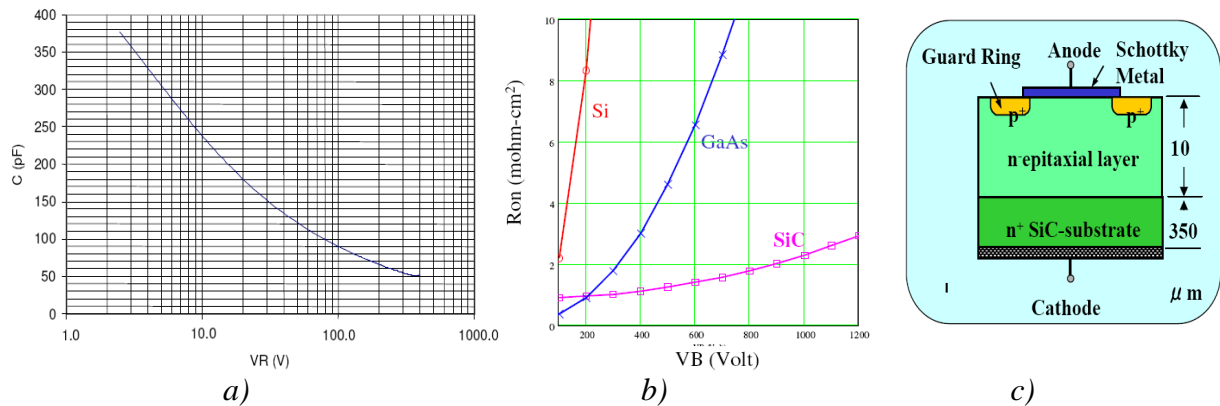 C (pF)
400
350
300
250
200
150
100
50
0
1.0 10.0 100.0 1000.0
VR (V)
a)
Ron (mohm-cm²)
10
8
6
4
2
0
Si
GaAs
SiC
200 400 600 800 1000 1200
VB (Volt)
b)
Guard Ring
Anode
Schottky
Metal
p+ p+
n-epitaxial layer
10
n+ SiC-substrate
350
μm
Cathode
c)